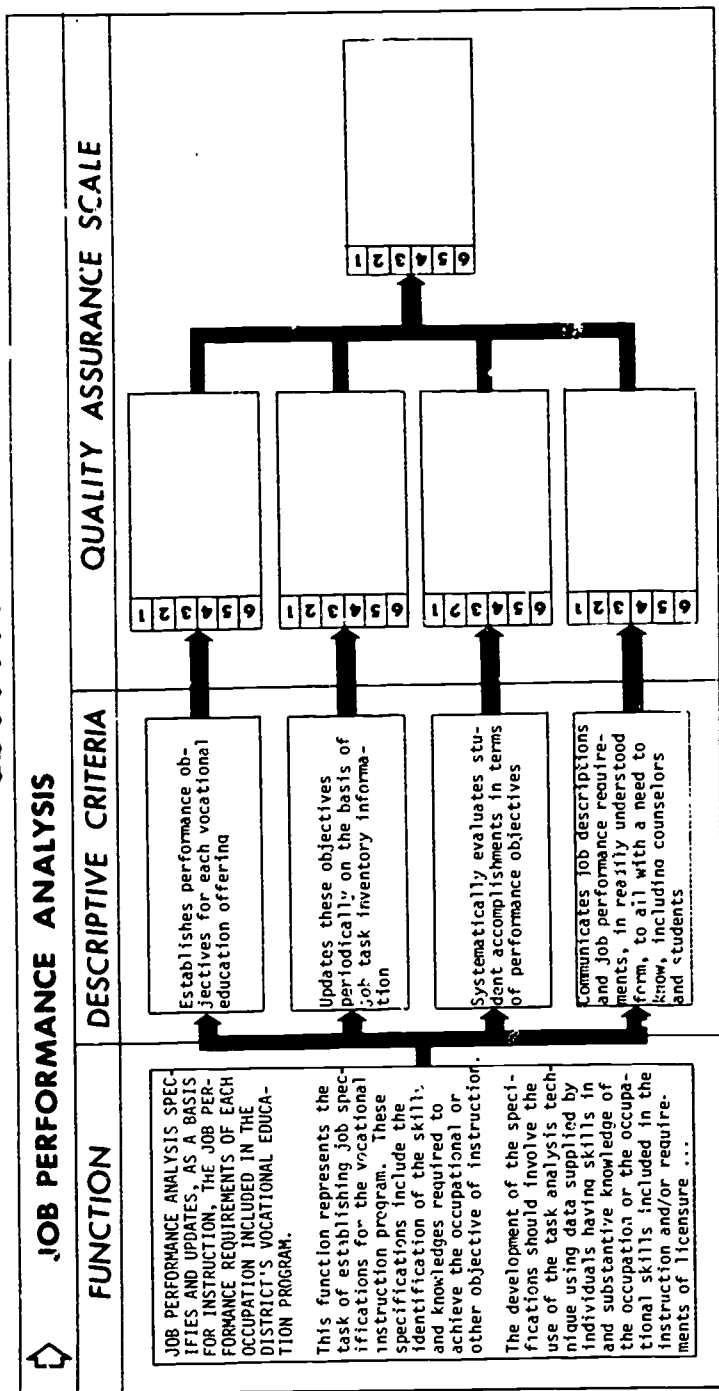 JOB PERFORMANCE ANALYSIS
FUNCTION
DESCRIPTIVE CRITERIA
QUALITY ASSURANCE SCALE
JOB PERFORMANCE ANALYSIS SPEC-
IFIES AND UPDATES, AS A BASIS
FOR INSTRUCTION, THE JOB PER-
FORMANCE REQUIREMENTS OF EACH
OCCUPATION INCLUDED IN THE
DISTRICT'S VOCATIONAL EDUCA-
TION PROGRAM.
This function represents the
task of establishing job spec-
ifications for the vocational
instruction program. These
specifications include the
identification of the skills
and knowledges required to
achieve the occupational or
other objective of instruction.
The development of the speci-
fications should involve the
use of the task analysis tech-
nique using data supplied by
individuals having skills in
and substantive knowledge of
the occupation or the occupa-
tional skills included in the
instruction and/or require-
ments of licensure ...
Establishes performance ob-
jectives for each vocational
education offering
Updates these objectives
periodically on the basis of
job task inventory informa-
tion
Systematically evaluates stu-
dent accomplishments in terms
of performance objectives
Communicates job descriptions
and job performance require-
ments, in readily understood
form, to all with a need to
know, including counselors
and students
1 2 3 4 5 6
1 2 3 4 5 6
1 2 3 4 5 6
1 2 3 4 5 6
1 2 3 4 5 6